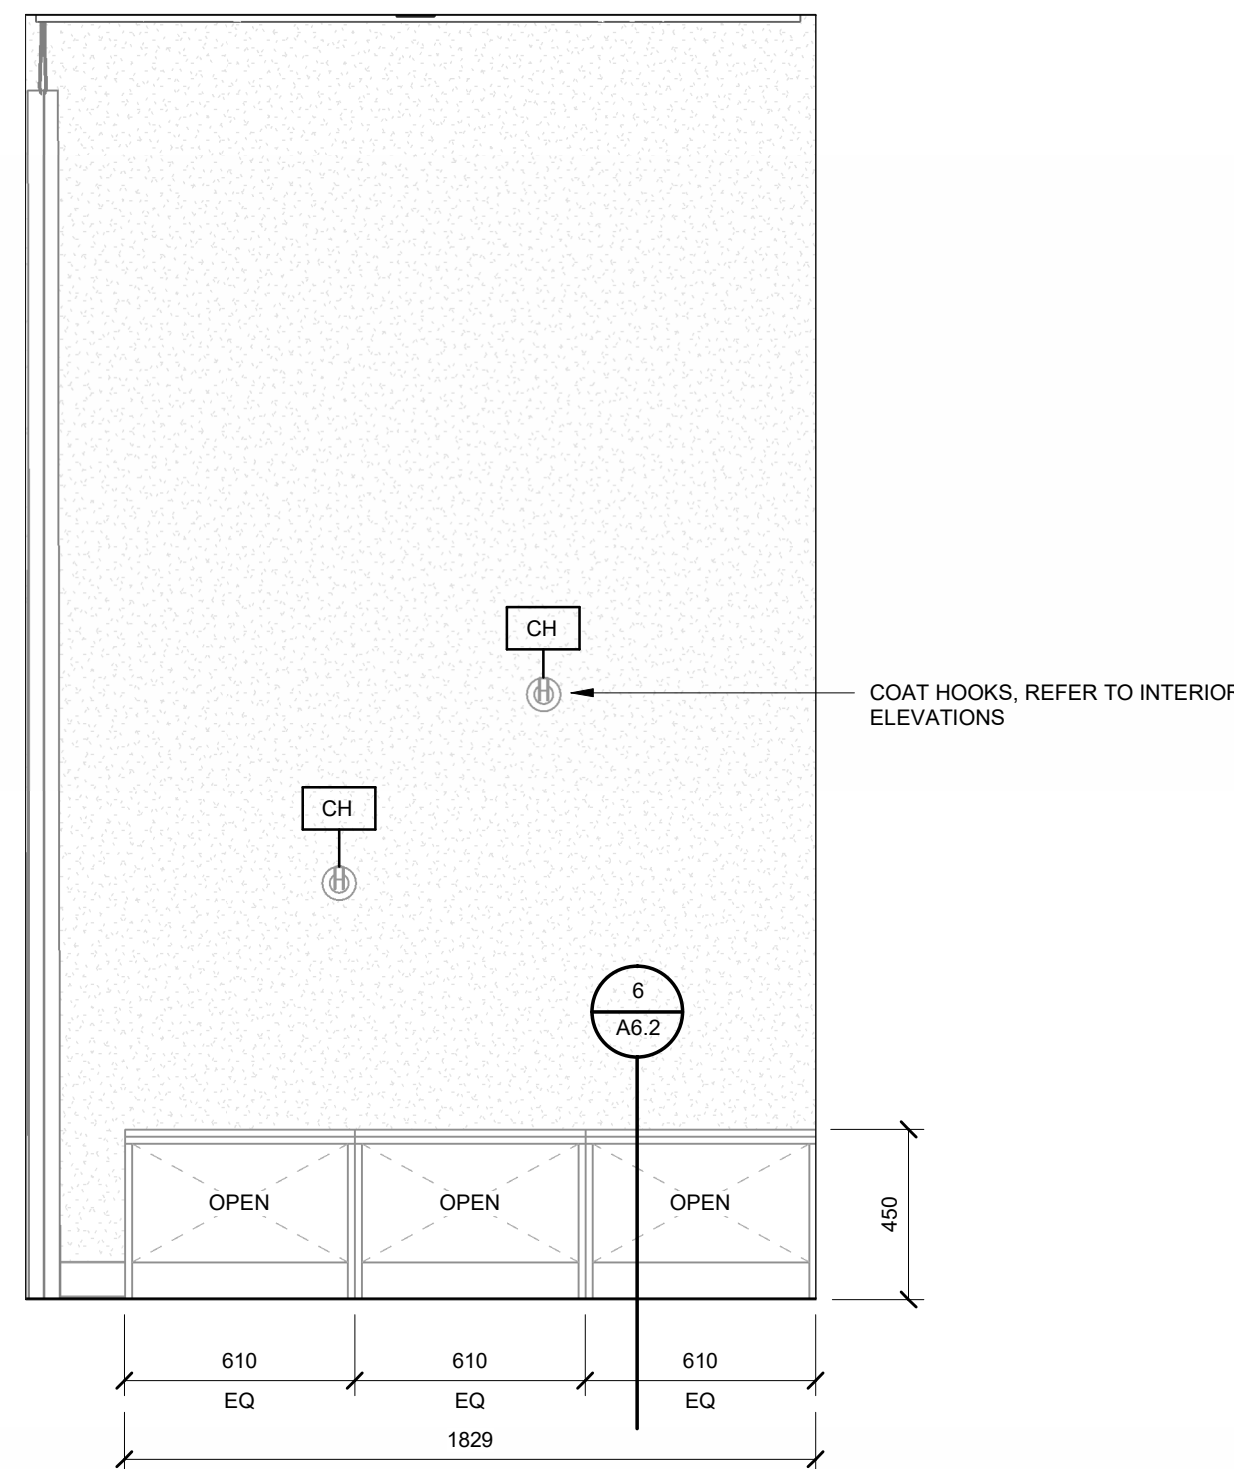 CH
COAT HOOKS, REFER TO INTERIOR
ELEVATIONS
CH
6
A6.2
OPEN OPEN OPEN
450
610 610 610
EQ EQ EQ
1829